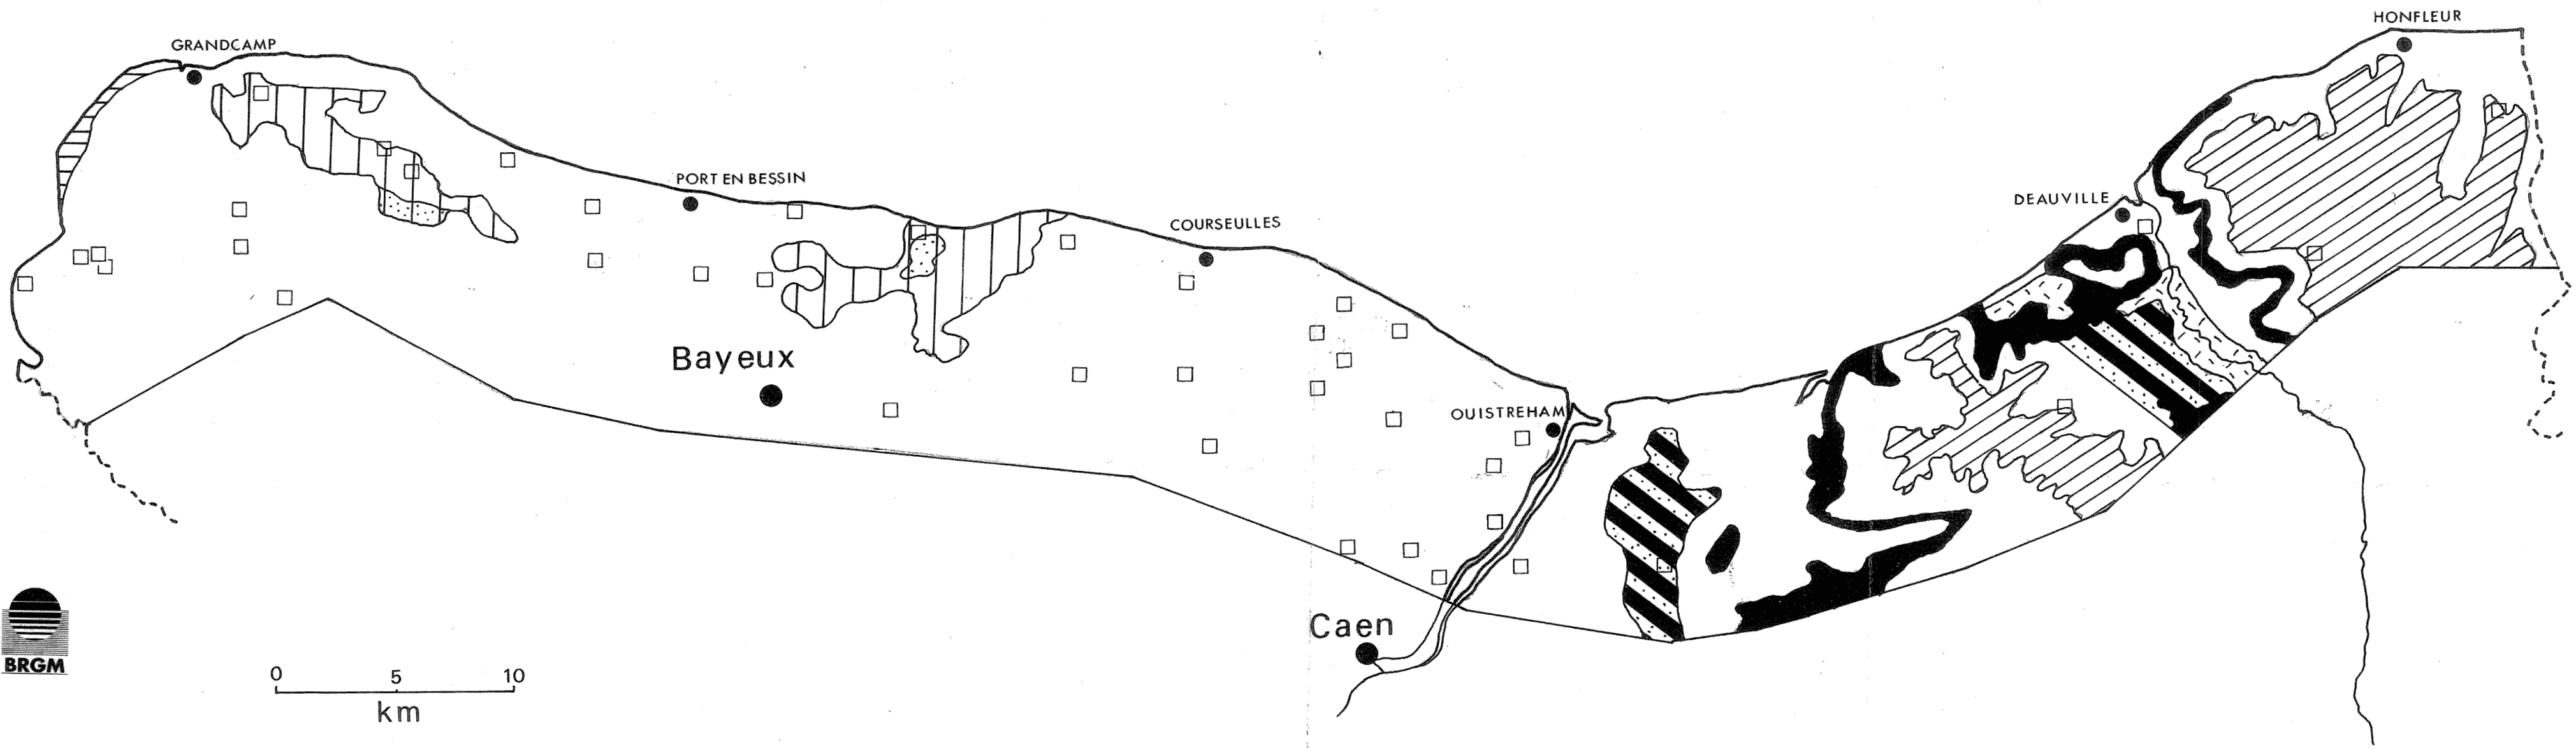 HONFLEUR
GRANDCAMP
PORT EN BESSIN
DEAUVILLE
COURSEULLES
Bayeux
OUISTREHAM
Caen
BRGM
0 5 10
km